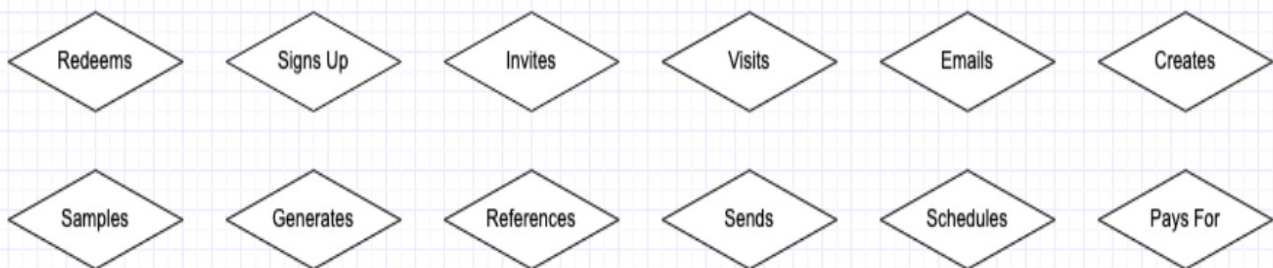 Redeems Signs Up Invites Visits Emails Creates
Samples Generates References Sends Schedules Pays For